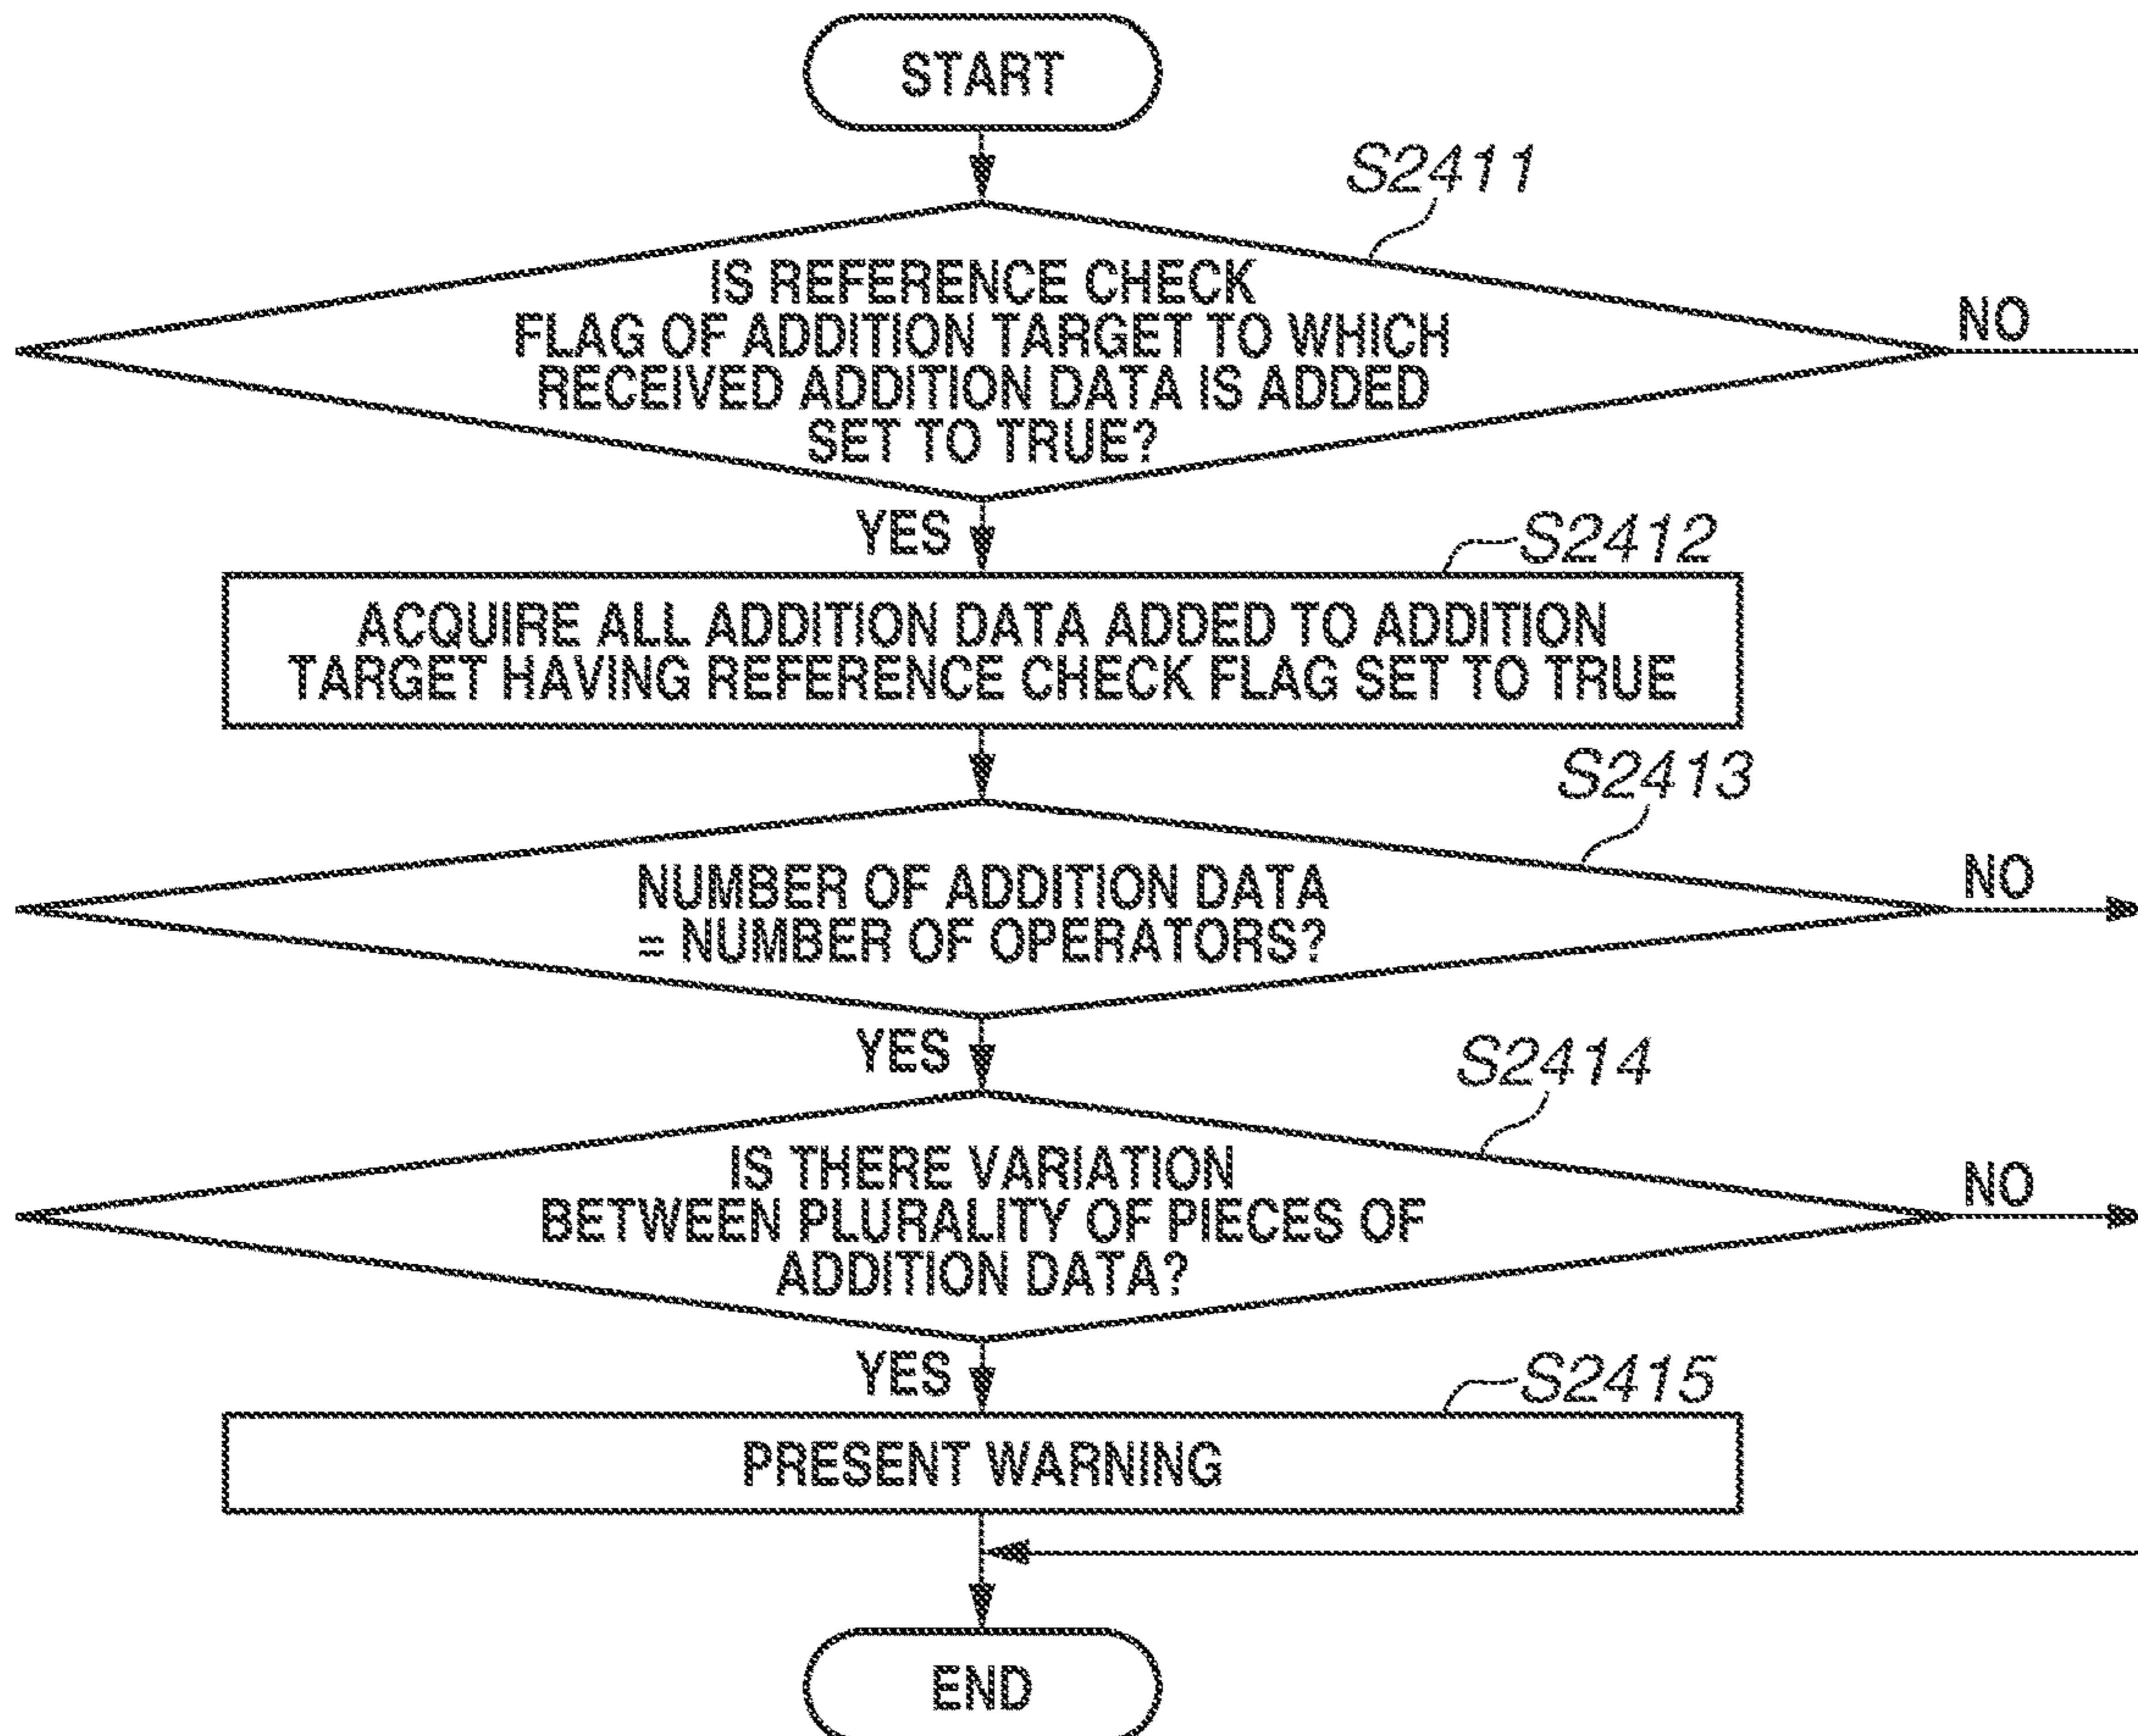 START
S2411
IS REFERENCE CHECK
FLAG OF ADDITION TARGET TO WHICH
RECEIVED ADDITION DATA IS ADDED
SET TO TRUE?
NO
YES
S2412
ACQUIRE ALL ADDITION DATA ADDED TO ADDITION
TARGET HAVING REFERENCE CHECK FLAG SET TO TRUE
S2413
NUMBER OF ADDITION DATA
= NUMBER OF OPERATORS?
NO
YES
S2414
IS THERE VARIATION
BETWEEN PLURALITY OF PIECES OF
ADDITION DATA?
NO
YES
S2415
PRESENT WARNING
END